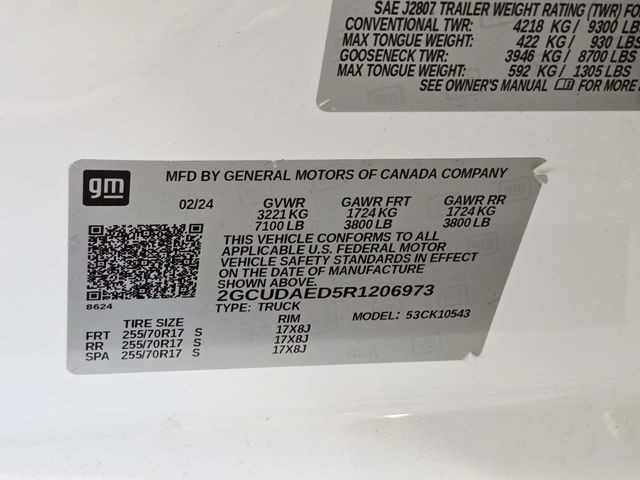 SAE J2807 TRAILER WEIGHT RATING (TWR) FO
CONVENTIONAL TWR: 4218 KG / 9300 LBS
MAX TONGUE WEIGHT: 422 KG / 930 LBS
GOOSENECK TWR: 3946 KG / 8700 LBS
MAX TONGUE WEIGHT: 592 KG / 1305 LBS
SEE OWNER'S MANUAL FOR MORE
gm
MFD BY GENERAL MOTORS OF CANADA COMPANY
02/24 GVWR GAWR FRT GAWR RR
3221 KG 1724 KG 1724 KG
7100 LB 3800 LB 3800 LB
THIS VEHICLE CONFORMS TO ALL
APPLICABLE U.S. FEDERAL MOTOR
VEHICLE SAFETY STANDARDS IN EFFECT
ON THE DATE OF MANUFACTURE
SHOWN ABOVE.
2GCUDAED5R1206973
8624
TYPE: TRUCK MODEL: 53CK10543
TIRE SIZE RIM
FRT 255/70R17 S 17X8J
RR 255/70R17 S 17X8J
SPA 255/70R17 S 17X8J